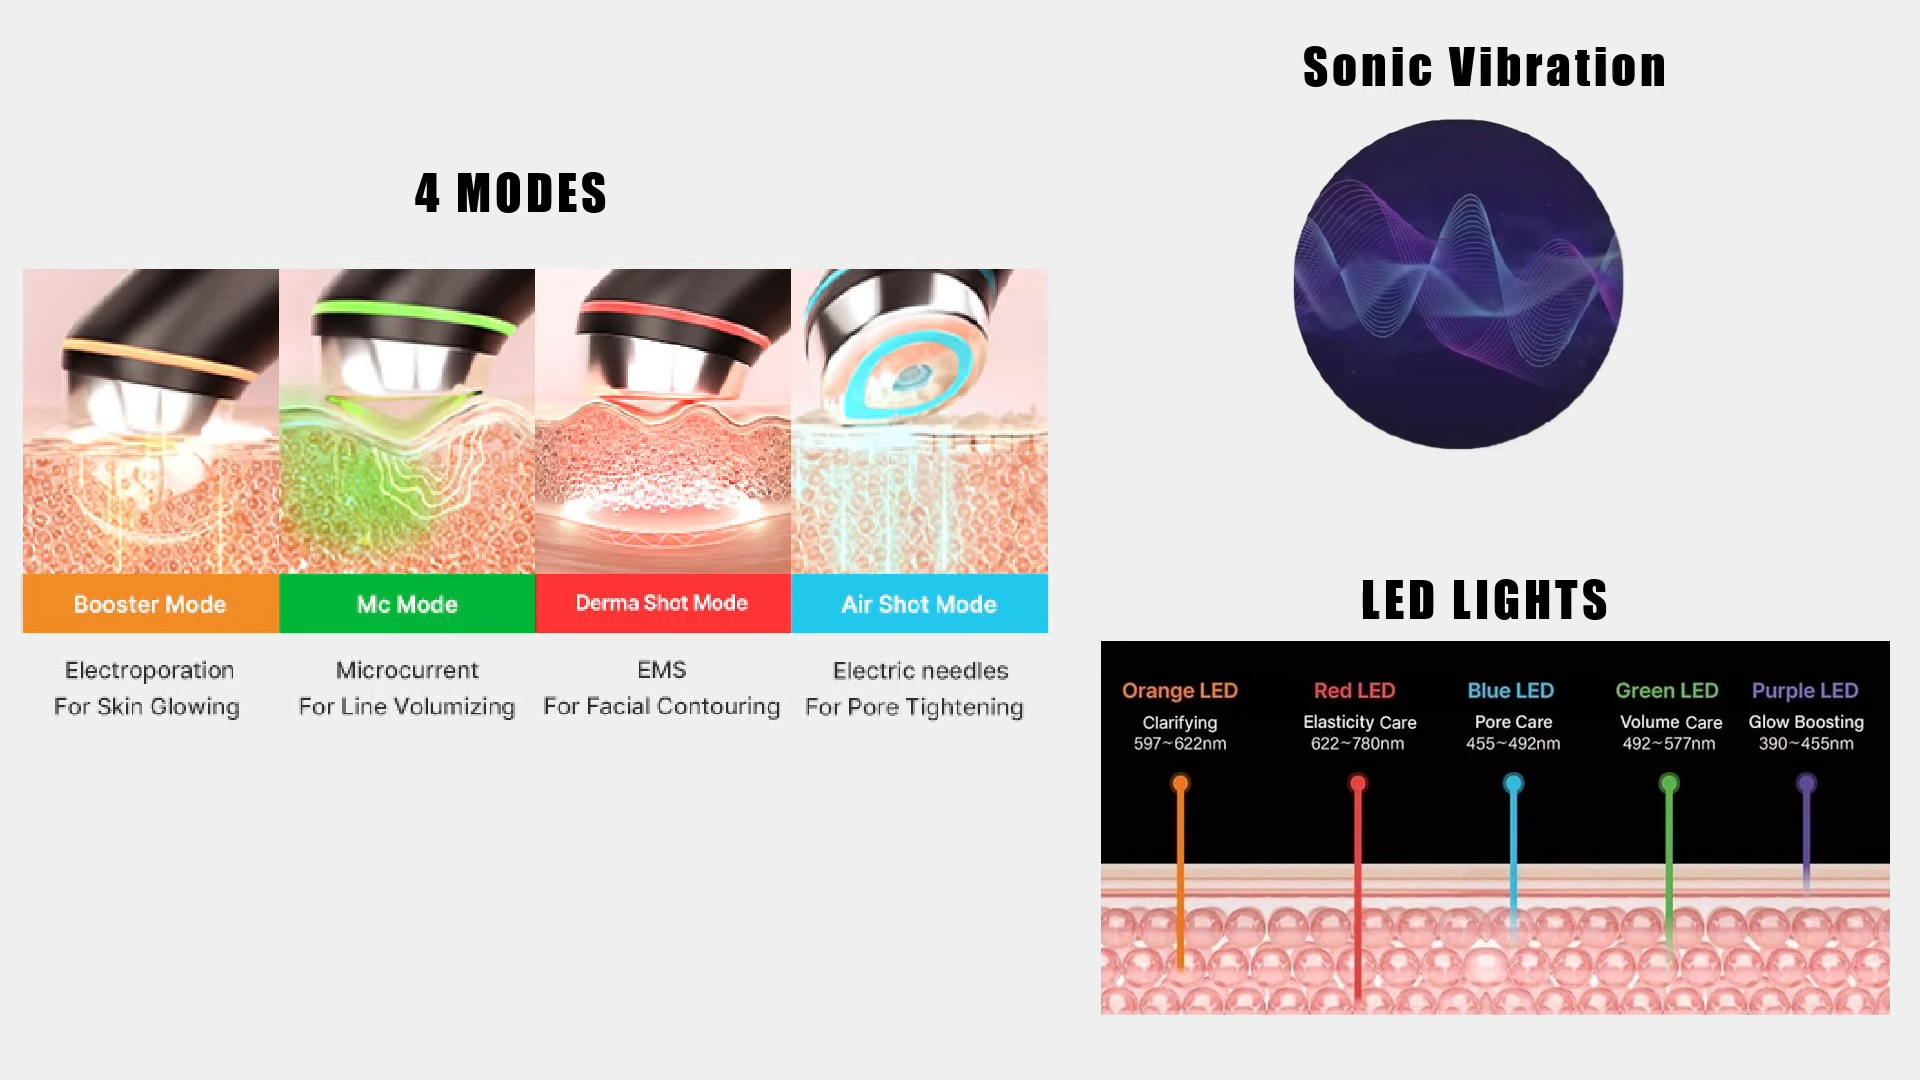 4 MODES
Booster Mode
Electroporation
For Skin Glowing
Mc Mode
Microcurrent
For Line Volumizing
Derma Shot Mode
EMS
For Facial Contouring
Air Shot Mode
Electric needles
For Pore Tightening
Sonic Vibration
LED LIGHTS
Orange LED
Clarifying
597~622nm
Red LED
Elasticity Care
622~780nm
Blue LED
Pore Care
455~492nm
Green LED
Volume Care
492~577nm
Purple LED
Glow Boosting
390~455nm